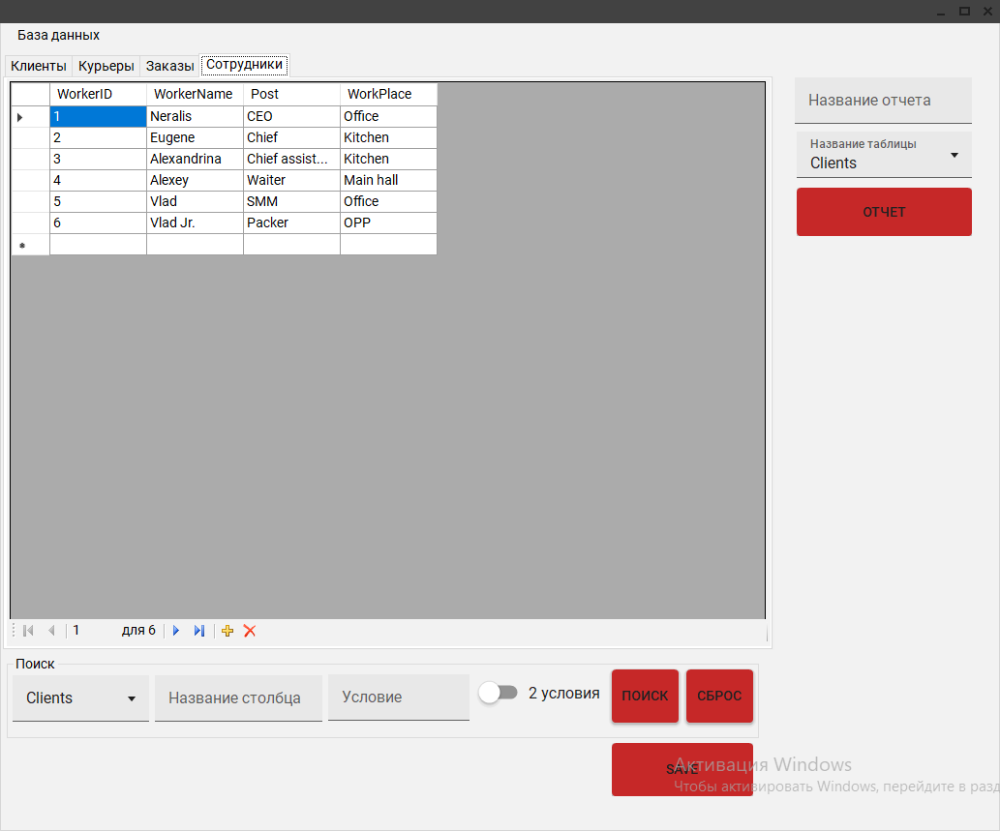 База данных
Клиенты Курьеры Заказы Сотрудники
WorkerID WorkerName Post WorkPlace
1 Neralis CEO Office
2 Eugene Chief Kitchen
3 Alexandrina Chief assist... Kitchen
4 Alexey Waiter Main hall
5 Vlad SMM Office
6 Vlad Jr. Packer OPP
1 для 6
Название отчета
Название таблицы
Clients
ОТЧЕТ
Поиск
Clients Название столбца Условие 2 условия ПОИСК СБРОС
SAVE
Активация Windows
Чтобы активировать Windows, перейдите в разд